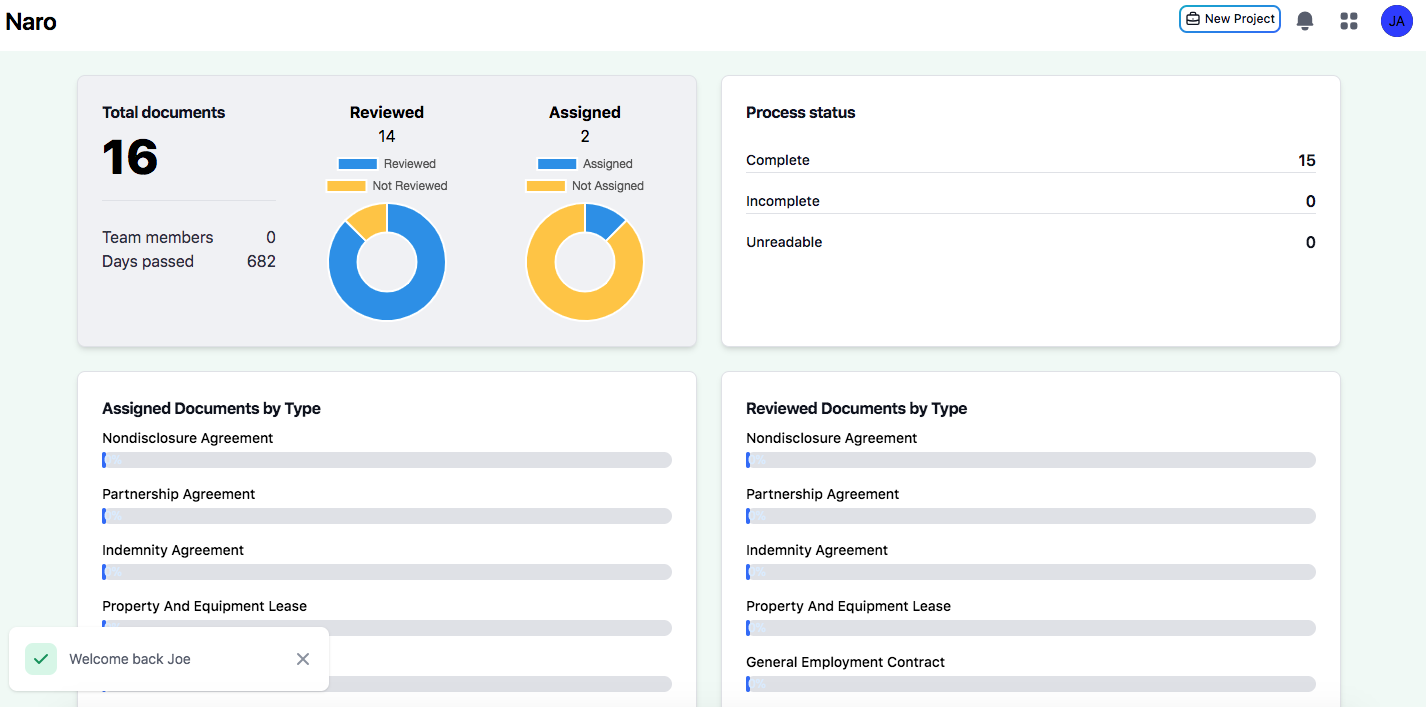 Naro
New Project
JA
Total documents
16
Team members 0
Days passed 682
Reviewed
14
Reviewed
Not Reviewed
Assigned
2
Assigned
Not Assigned
Process status
Complete 15
Incomplete 0
Unreadable 0
Assigned Documents by Type
Nondisclosure Agreement
0%
Partnership Agreement
0%
Indemnity Agreement
0%
Property And Equipment Lease
Reviewed Documents by Type
Nondisclosure Agreement
0%
Partnership Agreement
0%
Indemnity Agreement
0%
Property And Equipment Lease
0%
General Employment Contract
0%
Welcome back Joe